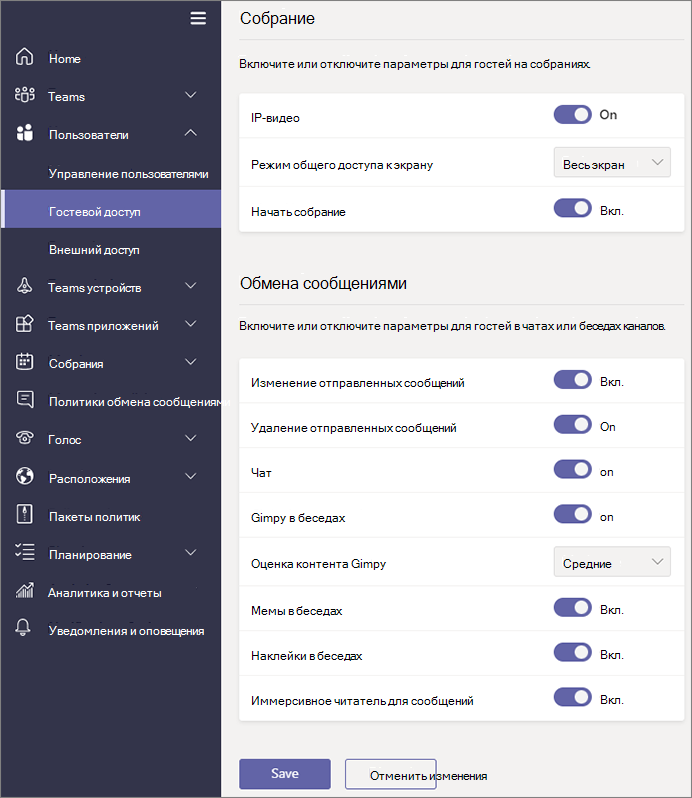 Home
Teams
Пользователи
Управление пользователями
Гостевой доступ
Внешний доступ
Teams устройств
Teams приложений
Собрания
Политики обмена сообщениями
Голос
Расположения
Пакеты политик
Планирование
Аналитика и отчеты
Уведомления и оповещения
Собрание
Включите или отключите параметры для гостей на собраниях.
IP-видео On
Режим общего доступа к экрану Весь экран
Начать собрание Вкл.
Обмена сообщениями
Включите или отключите параметры для гостей в чатах или беседах каналов.
Изменение отправленных сообщений Вкл.
Удаление отправленных сообщений On
Чат on
Gimpy в беседах on
Оценка контента Gimpy Средние
Мемы в беседах Вкл.
Наклейки в беседах Вкл.
Иммерсивное читатель для сообщений Вкл.
Save Отменить изменения